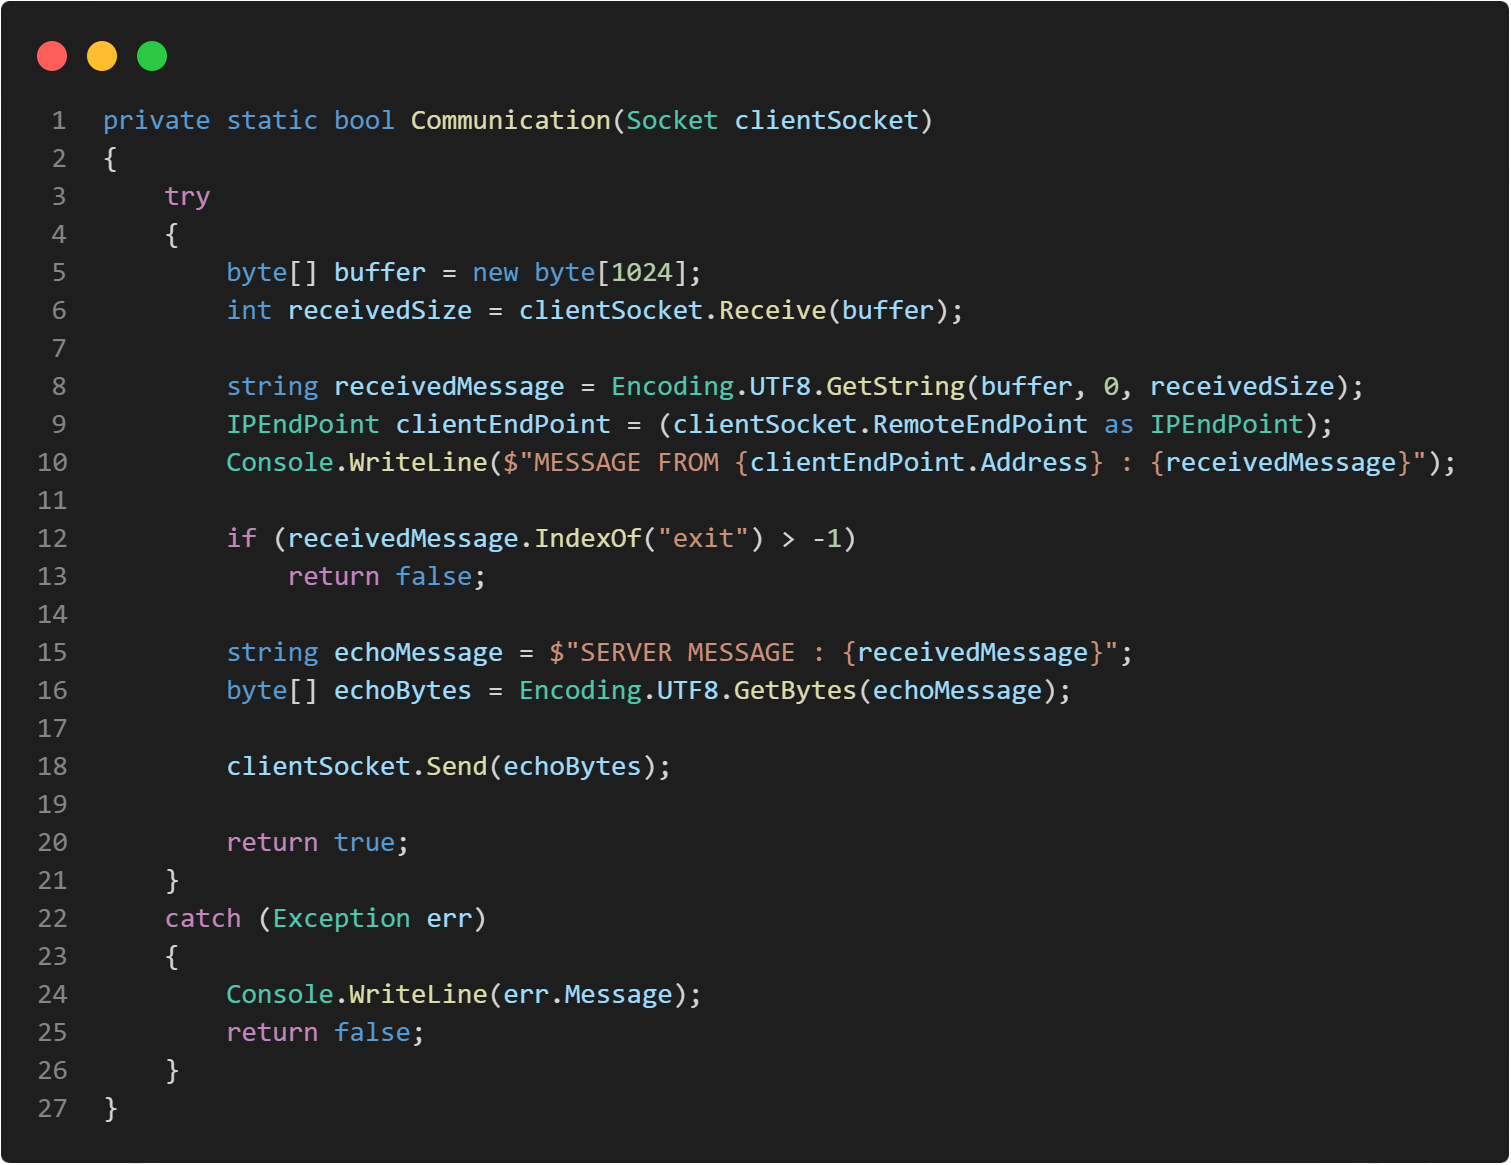 1 private static bool Communication(Socket clientSocket)
2 {
3     try
4     {
5         byte[] buffer = new byte[1024];
6         int receivedSize = clientSocket.Receive(buffer);
7
8         string receivedMessage = Encoding.UTF8.GetString(buffer, 0, receivedSize);
9         IPEndPoint clientEndPoint = (clientSocket.RemoteEndPoint as IPEndPoint);
10         Console.WriteLine($"MESSAGE FROM {clientEndPoint.Address} : {receivedMessage}");
11
12         if (receivedMessage.IndexOf("exit") > -1)
13             return false;
14
15         string echoMessage = $"SERVER MESSAGE : {receivedMessage}";
16         byte[] echoBytes = Encoding.UTF8.GetBytes(echoMessage);
17
18         clientSocket.Send(echoBytes);
19
20         return true;
21     }
22     catch (Exception err)
23     {
24         Console.WriteLine(err.Message);
25         return false;
26     }
27 }